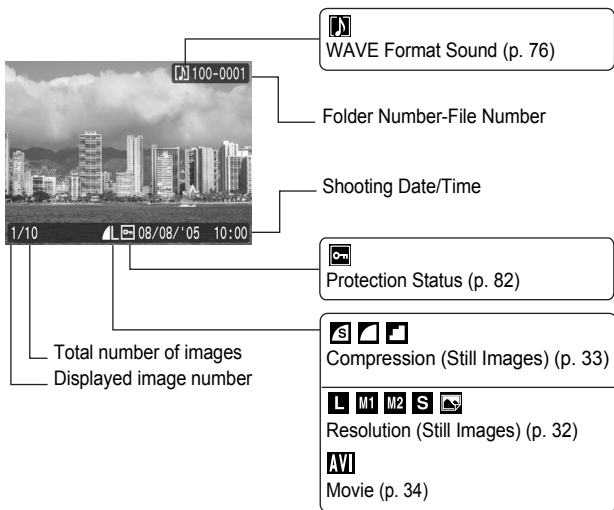 WAVE Format Sound (p. 76)
100-0001
Folder Number-File Number
Shooting Date/Time
1/10 L 08/08/'05 10:00
Protection Status (p. 82)
S
Compression (Still Images) (p. 33)
Total number of images
Displayed image number
L M1 M2 S
Resolution (Still Images) (p. 32)
AVI
Movie (p. 34)